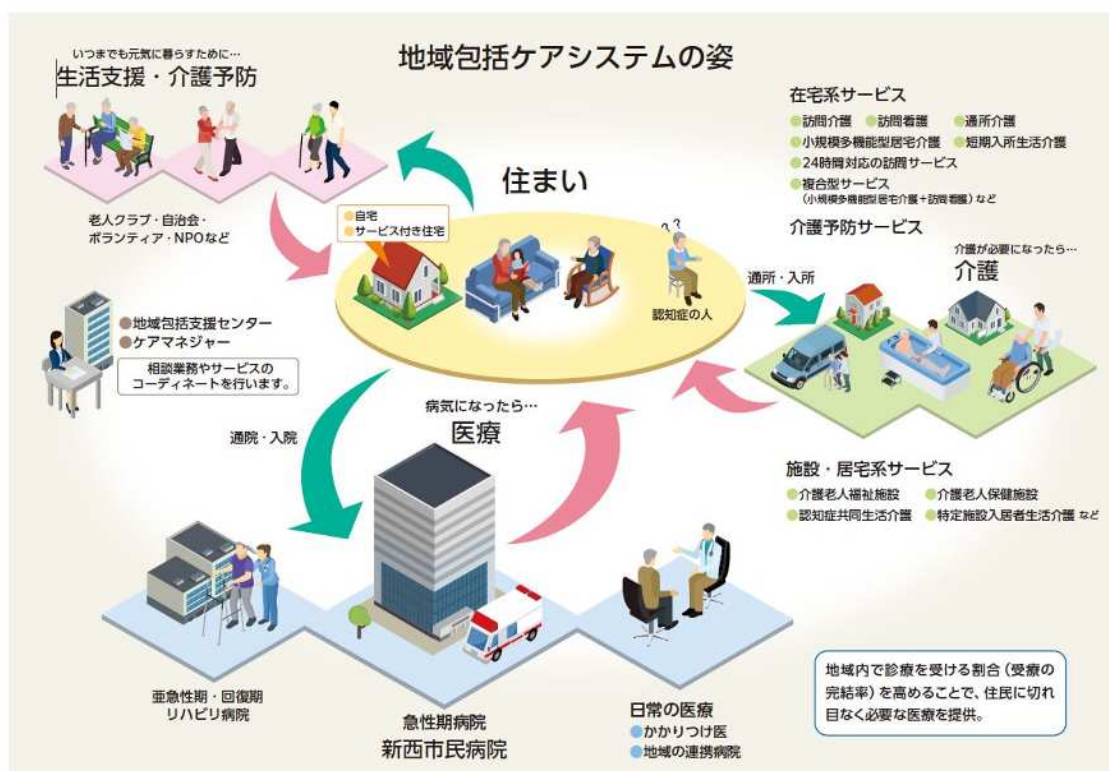 地域包括ケアシステムの姿
いつまでも元気に暮らすために…
生活支援・介護予防
老人クラブ・自治会・
ボランティア・NPOなど
住まい
●自宅
●サービス付き住宅
??
認知症の人
在宅系サービス
●訪問介護 ●訪問看護 ●通所介護
●小規模多機能型居宅介護 ●短期入所生活介護
●24時間対応の訪問サービス
●複合型サービス
(小規模多機能型居宅介護+訪問看護)など
介護予防サービス
介護が必要になったら…
介護
通所・入所
●地域包括支援センター
●ケアマネジャー
相談業務やサービスの
コーディネートを行います。
通院・入院
病気になったら…
医療
施設・居宅系サービス
●介護老人福祉施設 ●介護老人保健施設
●認知症共同生活介護 ●特定施設入居者生活介護 など
亜急性期・回復期
リハビリ病院
急性期病院
新西市民病院
日常の医療
●かかりつけ医
●地域の連携病院
地域内で診療を受ける割合(受療の
完結率)を高めることで、住民に切れ
目なく必要な医療を提供。